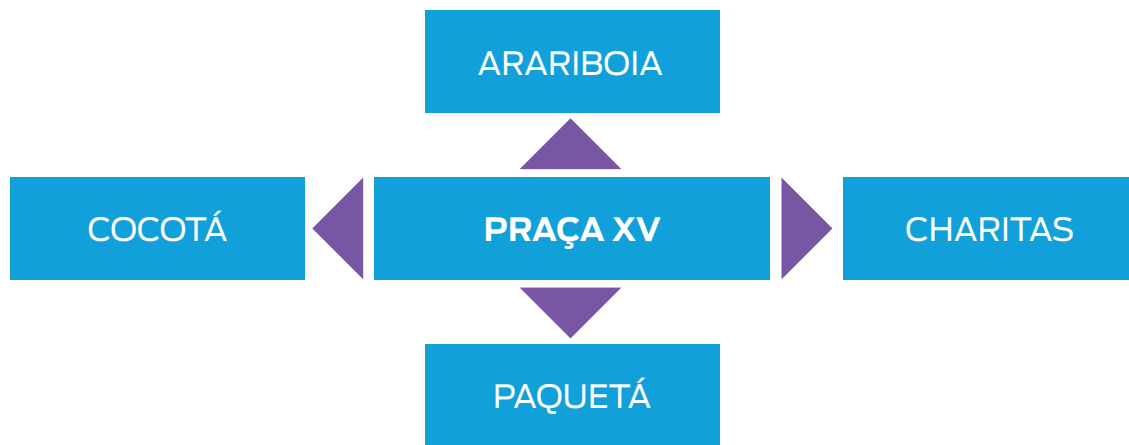 ARARIBOIA
COCOTÁ
PRAÇA XV
CHARITAS
PAQUETÁ